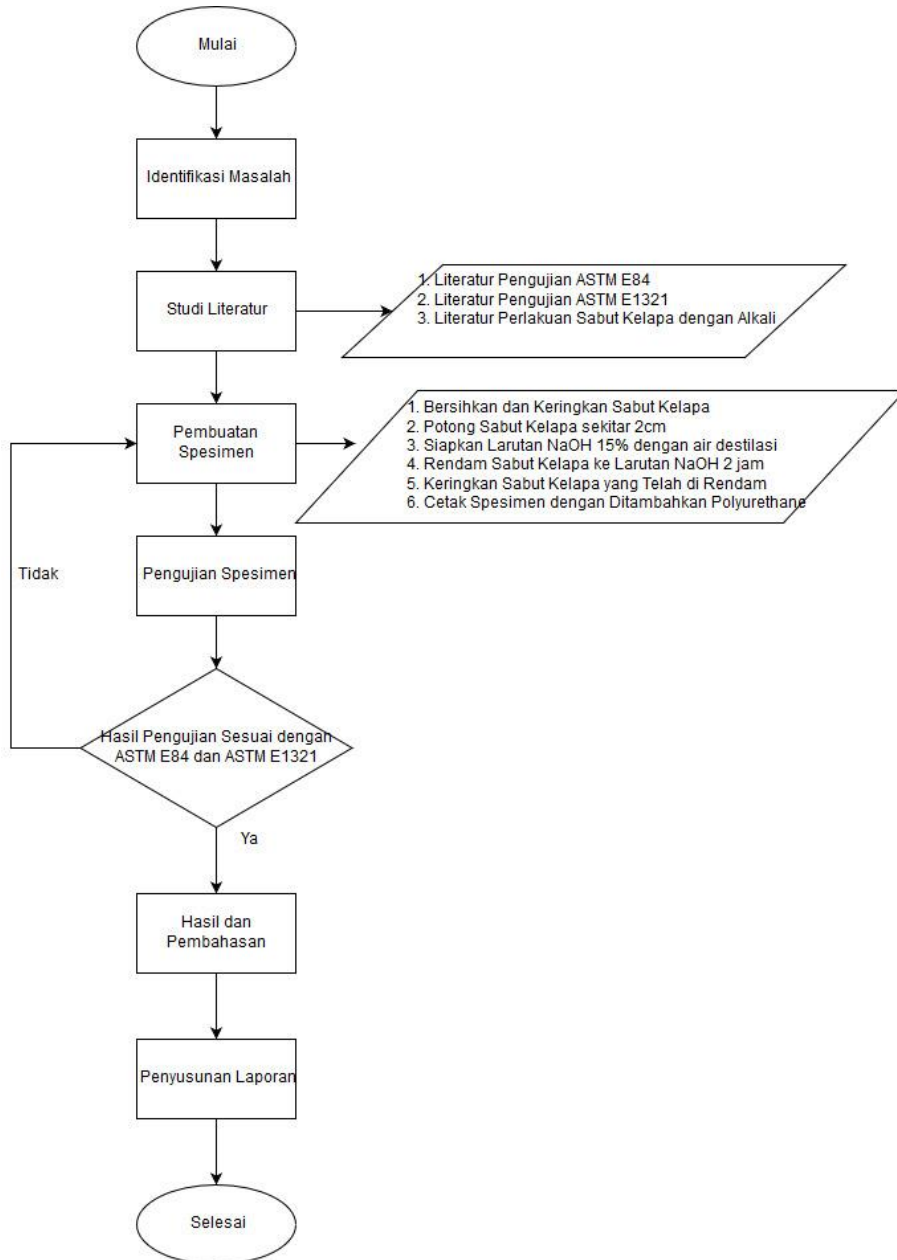 Mulai
Identifikasi Masalah
Studi Literatur
1. Literatur Pengujian ASTM E84
2. Literatur Pengujian ASTM E1321
3. Literatur Perlakuan Sabut Kelapa dengan Alkali
Pembuatan
Spesimen
1. Bersihkan dan Keringkan Sabut Kelapa
2. Potong Sabut Kelapa sekitar 2cm
3. Siapkan Larutan NaOH 15% dengan air destilasi
4. Rendam Sabut Kelapa ke Larutan NaOH 2 jam
5. Keringkan Sabut Kelapa yang Telah di Rendam
6. Cetak Spesimen dengan Ditambahkan Polyurethane
Tidak
Pengujian Spesimen
Hasil Pengujian Sesuai dengan
ASTM E84 dan ASTM E1321
Ya
Hasil dan
Pembahasan
Penyusunan Laporan
Selesai